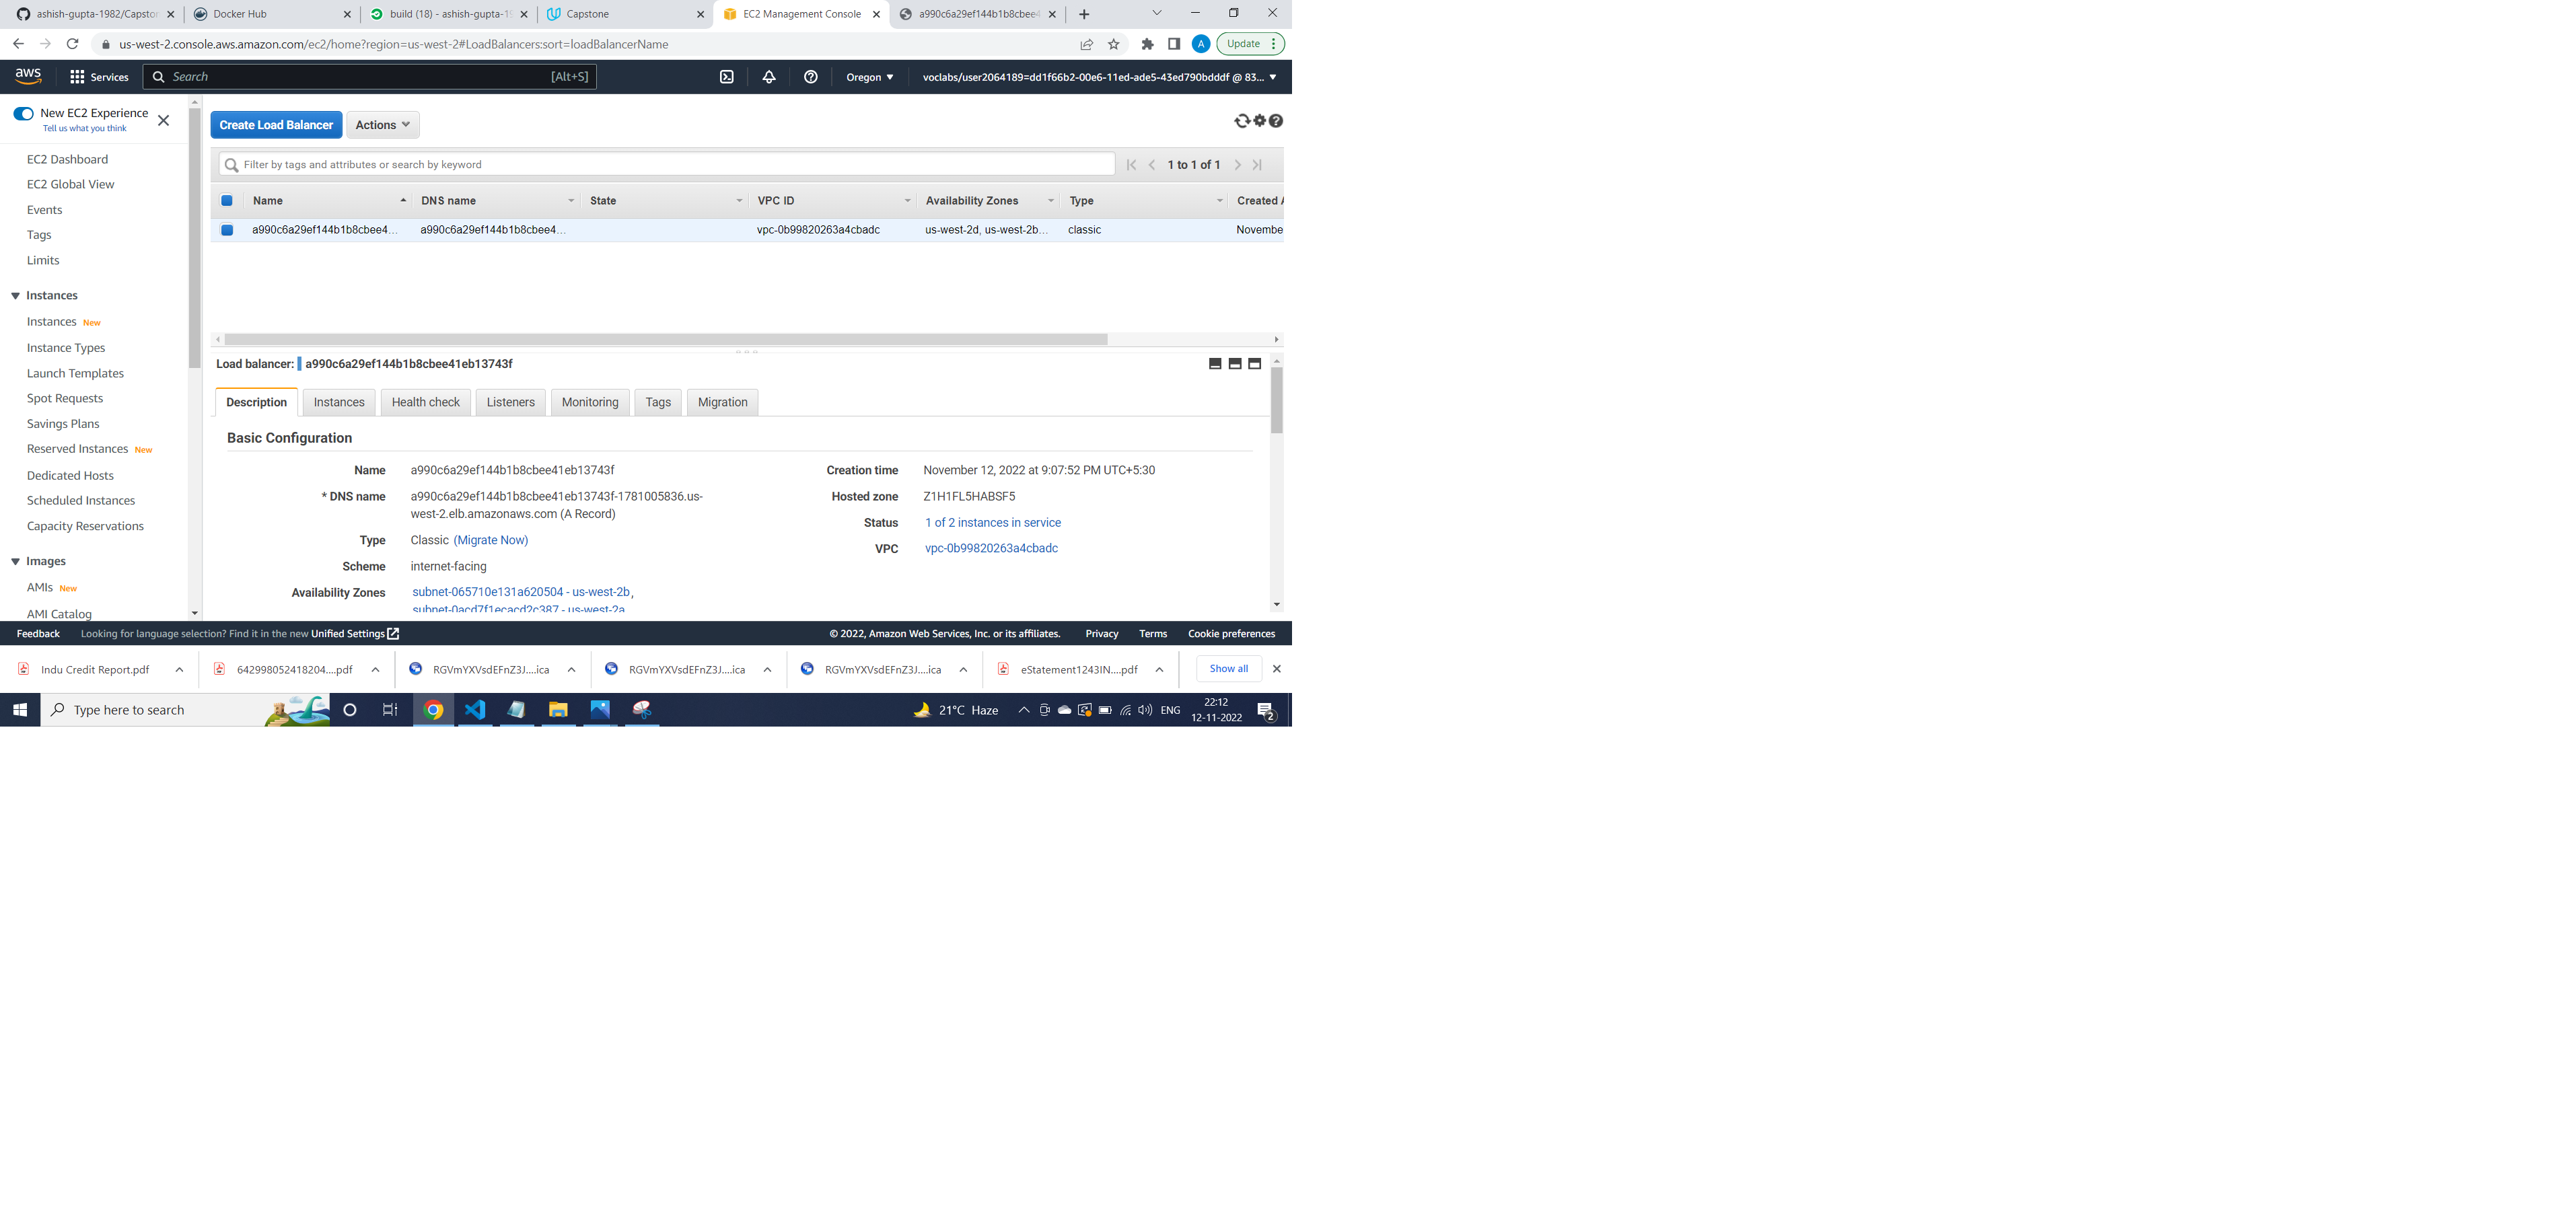 ashish-gupta-1982/Capsto
Docker Hub
build (18) - ashish-gupta-19
Capstone
EC2 Management Console
a990c6a29ef144b1b8cbee4
us-west-2.console.aws.amazon.com/ec2/home?region=us-west-2#LoadBalancers:sort=loadBalancerName
A
Update
aws
Services
Search
[Alt+S]
Oregon
voclabs/user2064189=dd1f66b2-00e6-11ed-ade5-43ed790bdddf @ 83...
New EC2 Experience
Tell us what you think
EC2 Dashboard
EC2 Global View
Events
Tags
Limits
Instances
Instances New
Instance Types
Launch Templates
Spot Requests
Savings Plans
Reserved Instances New
Dedicated Hosts
Scheduled Instances
Capacity Reservations
Images
AMIs New
AMI Catalog
Create Load Balancer
Actions
Filter by tags and attributes or search by keyword
1 to 1 of 1
Name DNS name State VPC ID Availability Zones Type Created A
a990c6a29ef144b1b8cbee4... a990c6a29ef144b1b8cbee4... vpc-0b99820263a4cbadc us-west-2d, us-west-2b... classic Novembe
Load balancer: a990c6a29ef144b1b8cbee41eb13743f
Description Instances Health check Listeners Monitoring Tags Migration
Basic Configuration
Name a990c6a29ef144b1b8cbee41eb13743f
* DNS name a990c6a29ef144b1b8cbee41eb13743f-1781005836.us-
west-2.elb.amazonaws.com (A Record)
Type Classic (Migrate Now)
Scheme internet-facing
Availability Zones subnet-065710e131a620504 - us-west-2b,
subnet-0acd7f1ecacd2c387 - us-west-2a
Creation time November 12, 2022 at 9:07:52 PM UTC+5:30
Hosted zone Z1H1FL5HABSF5
Status 1 of 2 instances in service
VPC vpc-0b99820263a4cbadc
Feedback Looking for language selection? Find it in the new Unified Settings
© 2022, Amazon Web Services, Inc. or its affiliates. Privacy Terms Cookie preferences
Indu Credit Report.pdf
642998052418204....pdf
RGVmYXVsdEFnZ3J....ica
RGVmYXVsdEFnZ3J....ica
RGVmYXVsdEFnZ3J....ica
eStatement1243IN....pdf
Show all
Type here to search
21°C Haze
ENG
22:12
12-11-2022
2